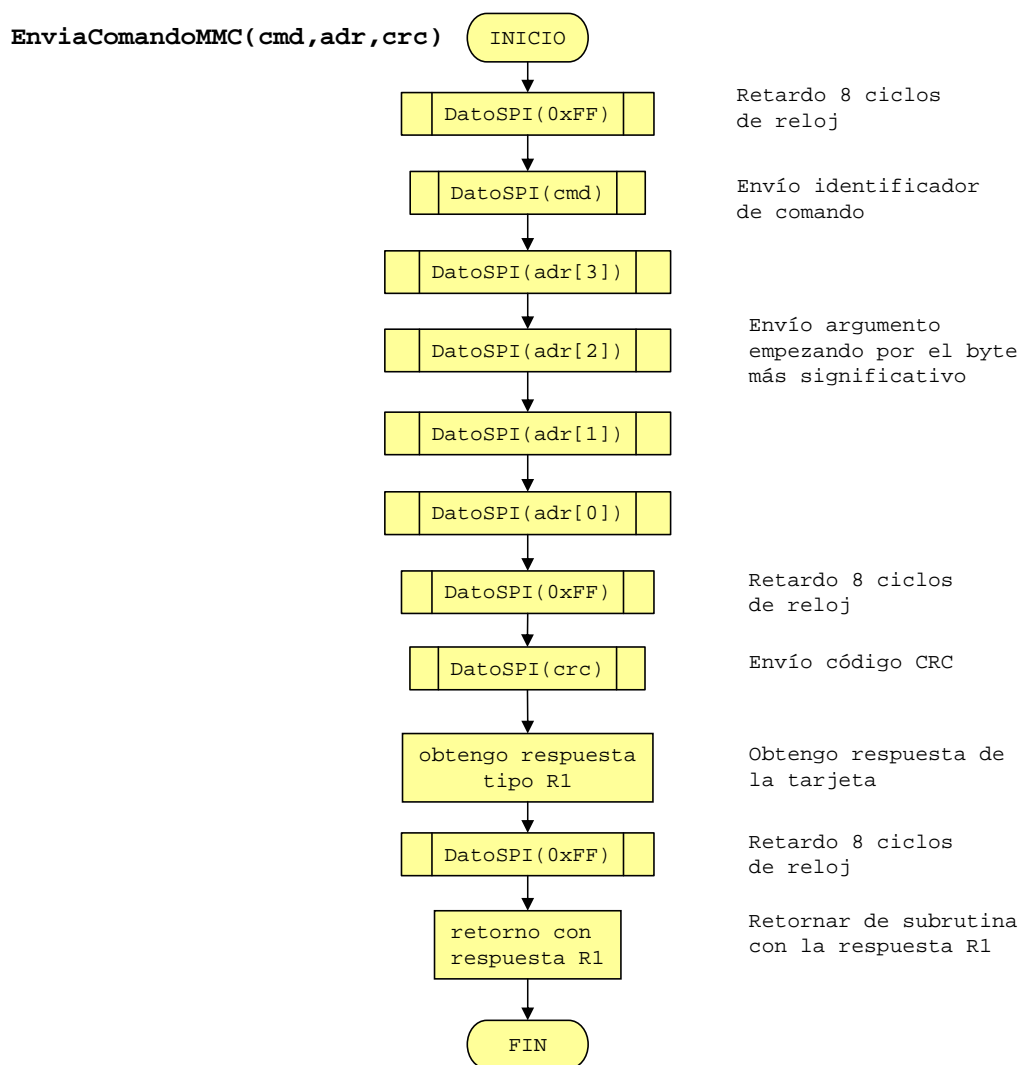 EnviaComandoMMC(cmd,adr,crc)
INICIO
DatoSPI(0xFF)
Retardo 8 ciclos
de reloj
DatoSPI(cmd)
Envío identificador
de comando
DatoSPI(adr[3])
DatoSPI(adr[2])
Envío argumento
empezando por el byte
más significativo
DatoSPI(adr[1])
DatoSPI(adr[0])
DatoSPI(0xFF)
Retardo 8 ciclos
de reloj
DatoSPI(crc)
Envío código CRC
obtengo respuesta
tipo R1
Obtengo respuesta de
la tarjeta
DatoSPI(0xFF)
Retardo 8 ciclos
de reloj
retorno con
respuesta R1
Retornar de subrutina
con la respuesta R1
FIN